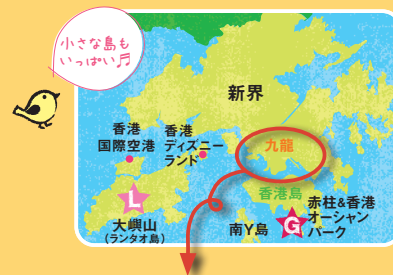 小さな島も
いっぱい♬
新界
香港
国際空港
香港
ディズニー
ランド
九龍
香港島
L
大嶼山
(ランタオ島)
南Y島
G
赤柱&香港
オーシャン
パーク